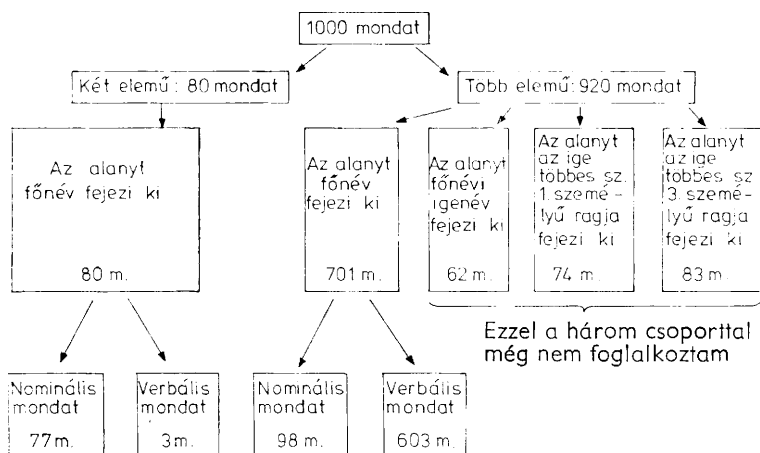 1000 mondat
Két elemű : 80 mondat
Több elemű: 920 mondat
Az alanyt
főnév fejezi ki
80 m.
Az alanyt
főnév
fejezi ki
701 m.
Az alanyt
főnévi
igenév
fejezi ki
62 m.
Az alanyt
az ige
többes sz.
1. szemé-
lyű ragja
fejezi ki
74 m.
Az alanyt
az ige
többes sz
3. szemé-
lyű ragja
fejezi ki
83 m.
Ezzel a három csoporttal
még nem foglalkoztam
Nominális
mondat
77 m.
Verbális
mondat
3 m.
Nominális
mondat
98 m.
Verbális
mondat
603 m.